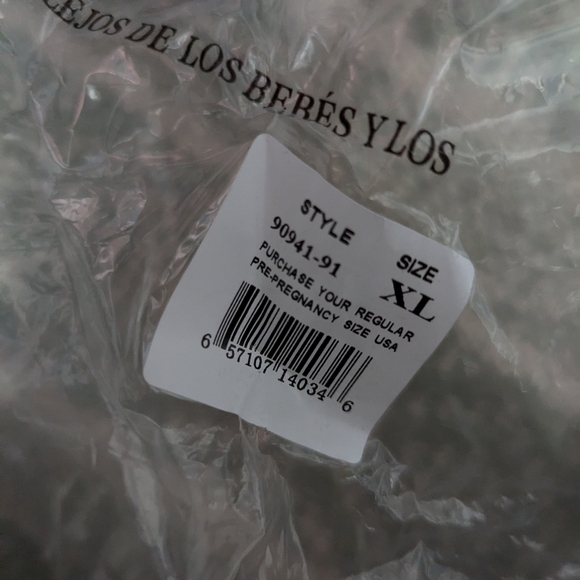 LEJOS DE LOS BEBÉS Y LOS
STYLE SIZE
90941-91 XL
PURCHASE YOUR REGULAR
PRE-PREGNANCY SIZE USA
6 57107 14034 6